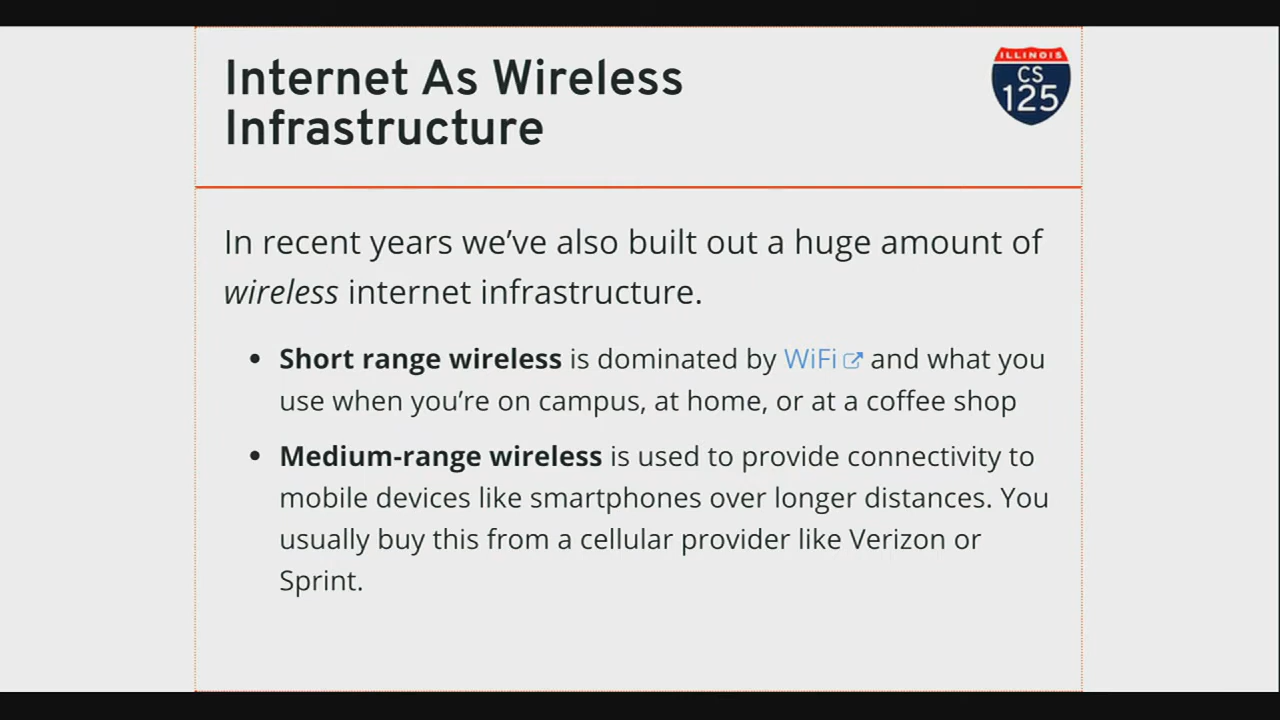 Internet As Wireless
Infrastructure
ILLINOIS
CS
125
In recent years we've also built out a huge amount of
wireless internet infrastructure.
• Short range wireless is dominated by WiFi and what you
use when you're on campus, at home, or at a coffee shop
• Medium-range wireless is used to provide connectivity to
mobile devices like smartphones over longer distances. You
usually buy this from a cellular provider like Verizon or
Sprint.